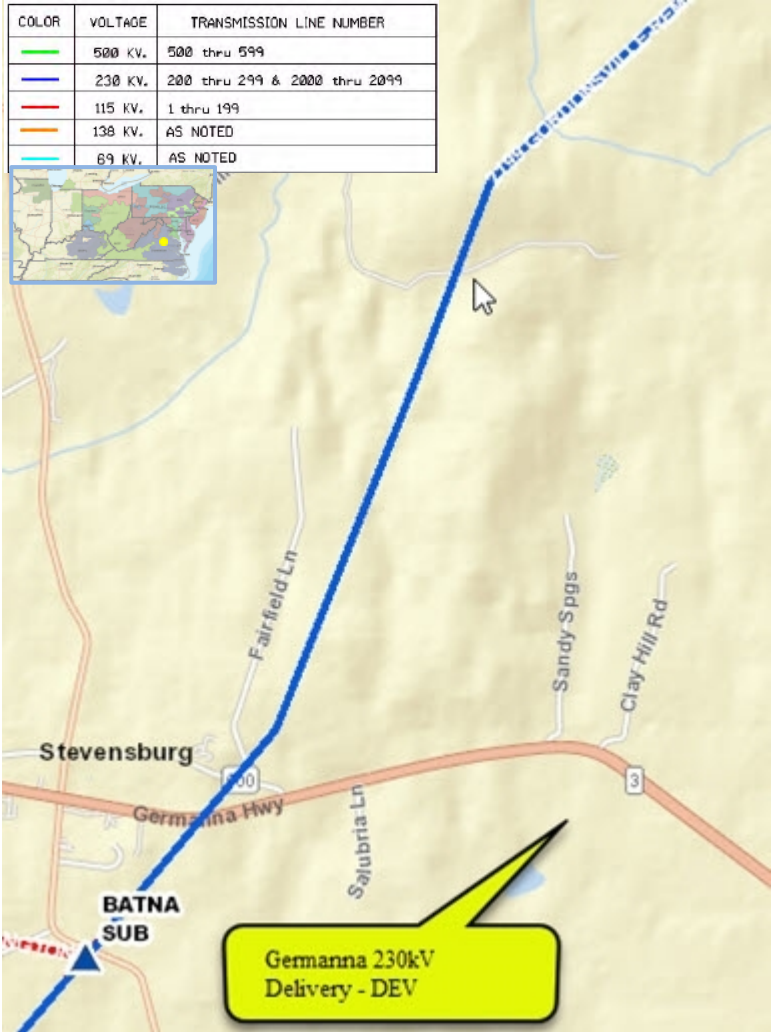 COLOR VOLTAGE TRANSMISSION LINE NUMBER
500 KV. 500 thru 599
230 KV. 200 thru 299 & 2000 thru 2099
115 KV. 1 thru 199
138 KV. AS NOTED
69 KV. AS NOTED
GORDONSVILLE
Fairfield Ln
Sandy Spgs
Clay Hill Rd
Stevensburg
3
Germanna Hwy
Salubria Ln
BATNA
SUB
Germanna 230kV
Delivery - DEV